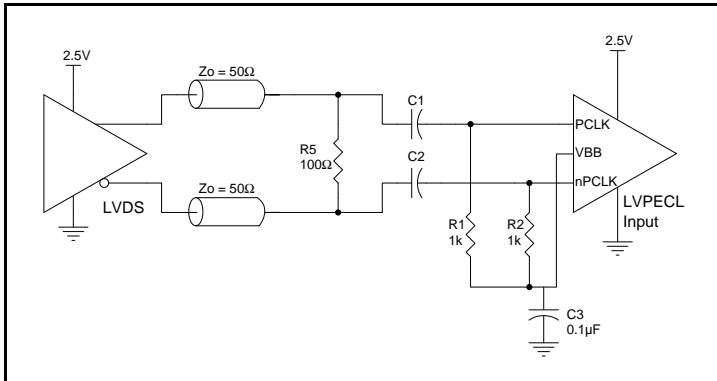 2.5V
2.5V
Zo = 50Ω
C1
PCLK
VBB
R5
100Ω
C2
nPCLK
Zo = 50Ω
LVDS
LVPECL
Input
R1
1k
R2
1k
C3
0.1µF